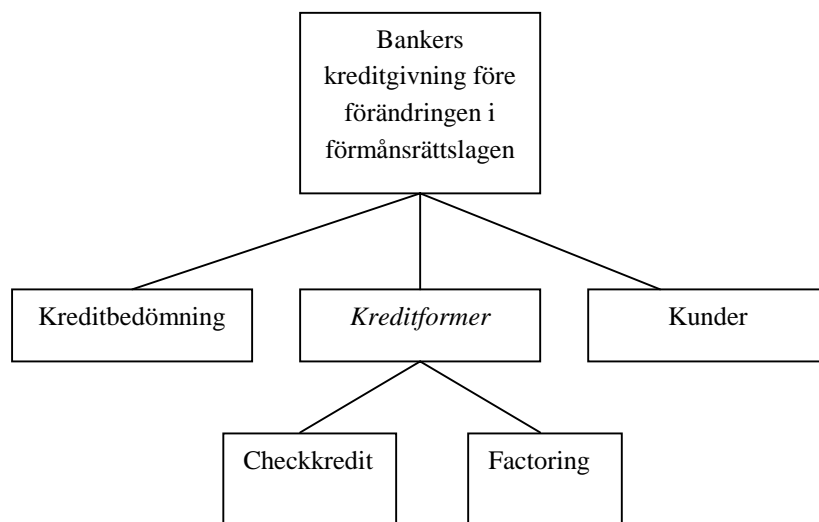 Bankers
kreditgivning före
förändringen i
förmånsrättslagen
Kreditbedömning
Kreditformer
Kunder
Checkkredit
Factoring